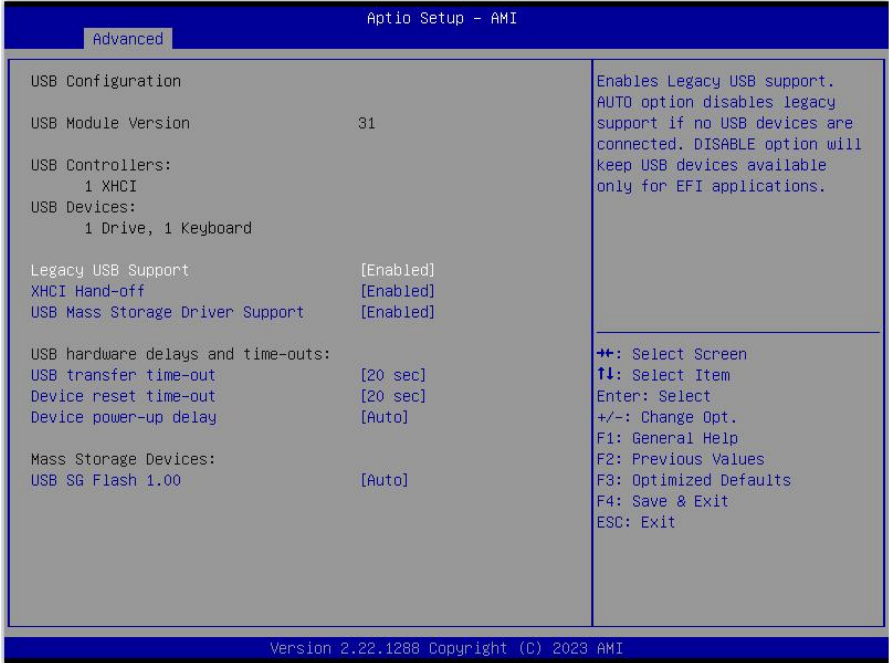 Aptio Setup - AMI
Advanced
USB Configuration
USB Module Version 31
USB Controllers:
1 XHCI
USB Devices:
1 Drive, 1 Keyboard
Legacy USB Support [Enabled]
XHCI Hand-off [Enabled]
USB Mass Storage Driver Support [Enabled]
USB hardware delays and time-outs:
USB transfer time-out [20 sec]
Device reset time-out [20 sec]
Device power-up delay [Auto]
Mass Storage Devices:
USB SG Flash 1.00 [Auto]
Enables Legacy USB support.
AUTO option disables legacy
support if no USB devices are
connected. DISABLE option will
keep USB devices available
only for EFI applications.
→←: Select Screen
↑↓: Select Item
Enter: Select
+/-: Change Opt.
F1: General Help
F2: Previous Values
F3: Optimized Defaults
F4: Save & Exit
ESC: Exit
Version 2.22.1288 Copyright (C) 2023 AMI